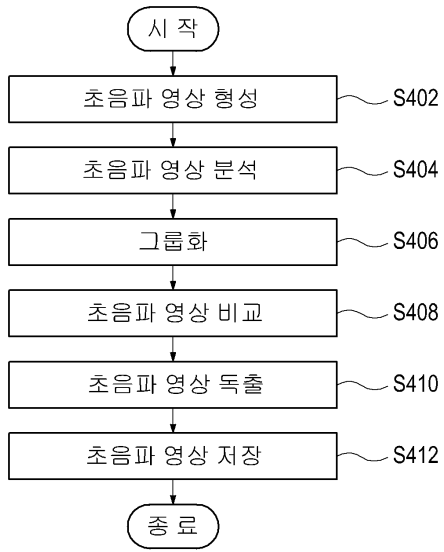 시 작
초음파 영상 형성 S402
초음파 영상 분석 S404
그룹화 S406
초음파 영상 비교 S408
초음파 영상 독출 S410
초음파 영상 저장 S412
종 료